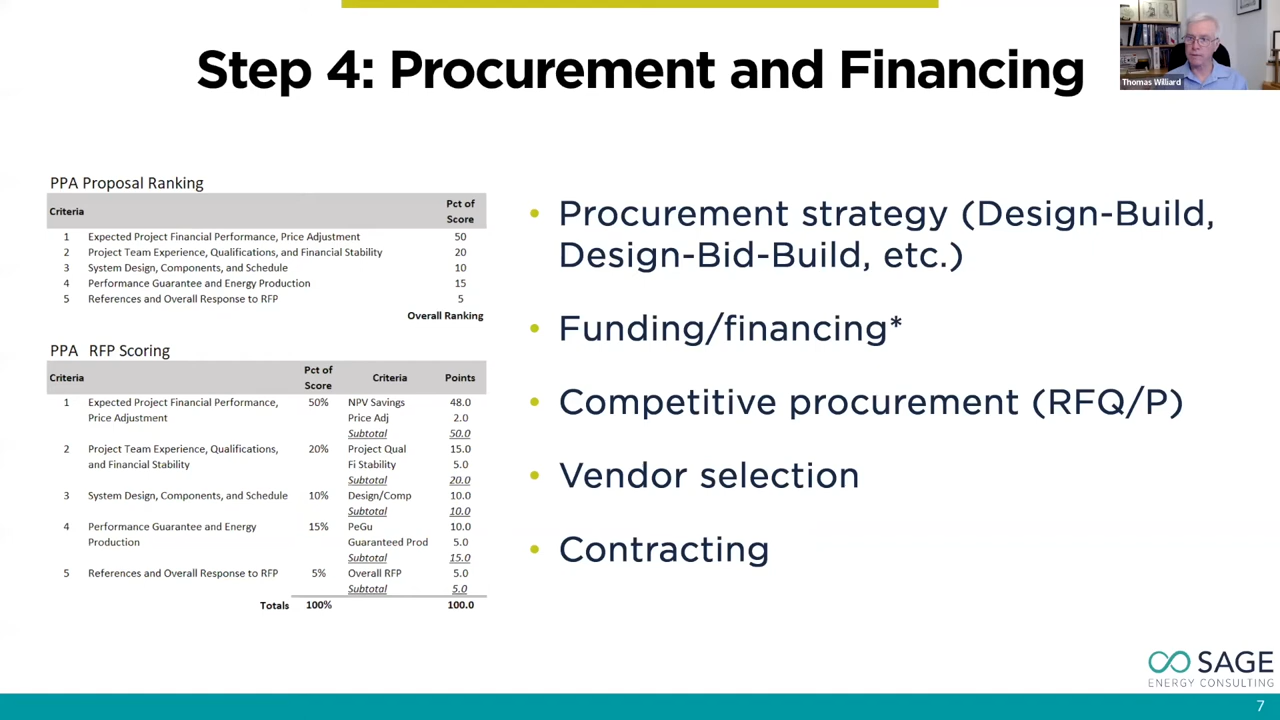 Step 4: Procurement and Financing
Thomas Williard
PPA Proposal Ranking
Criteria Pct of Score
1 Expected Project Financial Performance, Price Adjustment 50
2 Project Team Experience, Qualifications, and Financial Stability 20
3 System Design, Components, and Schedule 10
4 Performance Guarantee and Energy Production 15
5 References and Overall Response to RFP 5
Overall Ranking
PPA RFP Scoring
Criteria Pct of Score Criteria Points
1 Expected Project Financial Performance, 50% NPV Savings 48.0
Price Adjustment Price Adj 2.0
Subtotal 50.0
2 Project Team Experience, Qualifications, 20% Project Qual 15.0
and Financial Stability Fi Stability 5.0
Subtotal 20.0
3 System Design, Components, and Schedule 10% Design/Comp 10.0
Subtotal 10.0
4 Performance Guarantee and Energy 15% PeGu 10.0
Production Guaranteed Prod 5.0
Subtotal 15.0
5 References and Overall Response to RFP 5% Overall RFP 5.0
Subtotal 5.0
Totals 100% 100.0
• Procurement strategy (Design-Build,
Design-Bid-Build, etc.)
• Funding/financing*
• Competitive procurement (RFQ/P)
• Vendor selection
• Contracting
SAGE
ENERGY CONSULTING
7